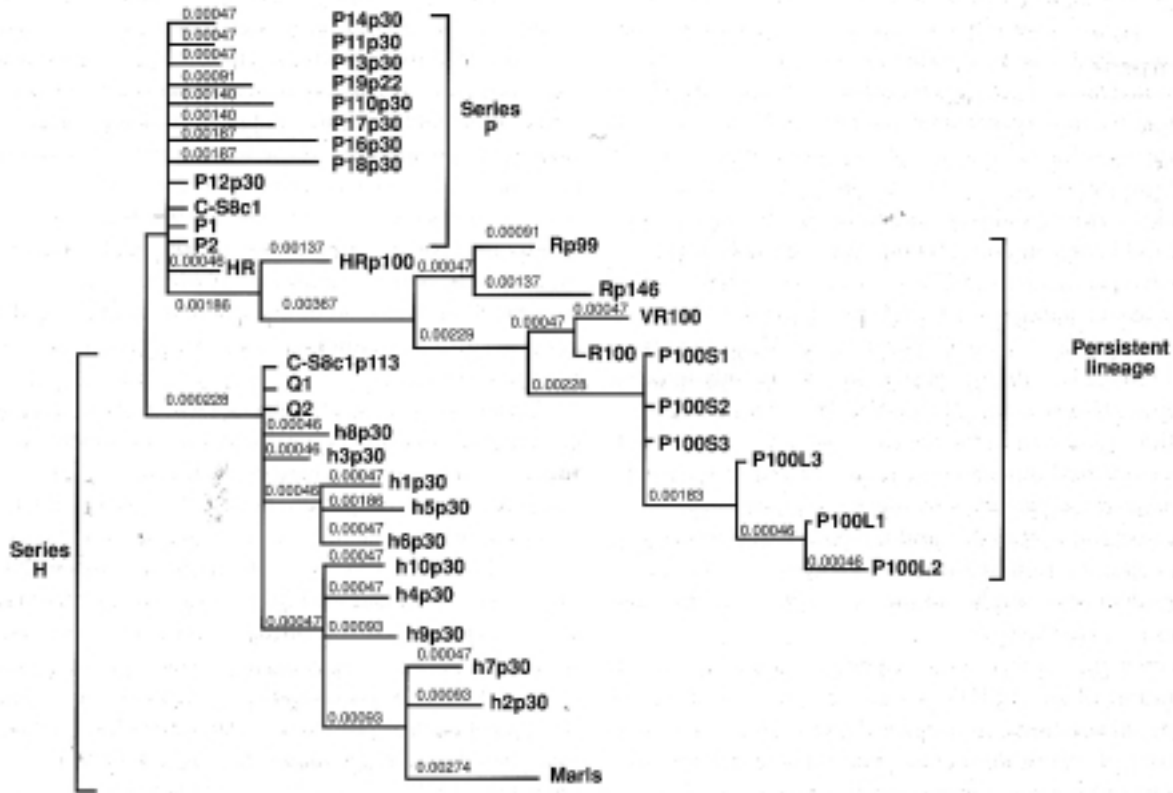 0.00047
P14p30
0.00047
P11p30
0.00047
P13p30
0.00091
P19p22
0.00140
P110p30
0.00140
P17p30
0.00187
P16p30
0.00187
P18p30
Series
P
P12p30
C-S8c1
P1
P2
0.00046
HR
0.00137
HRp100
0.00186
0.00367
0.00047
0.00091
Rp99
0.00137
Rp146
0.00229
0.00047
0.00047
VR100
R100
0.00228
P100S1
P100S2
P100S3
0.00183
P100L3
0.00046
P100L1
0.00046
P100L2
Persistent
lineage
0.000228
C-S8c1p113
Q1
Q2
0.00046
h8p30
0.00046
h3p30
0.00046
0.00047
h1p30
0.00186
h5p30
0.00047
h6p30
0.00047
0.00047
h10p30
0.00047
h4p30
0.00093
h9p30
0.00093
0.00047
h7p30
0.00093
h2p30
0.00274
Marls
Series
H